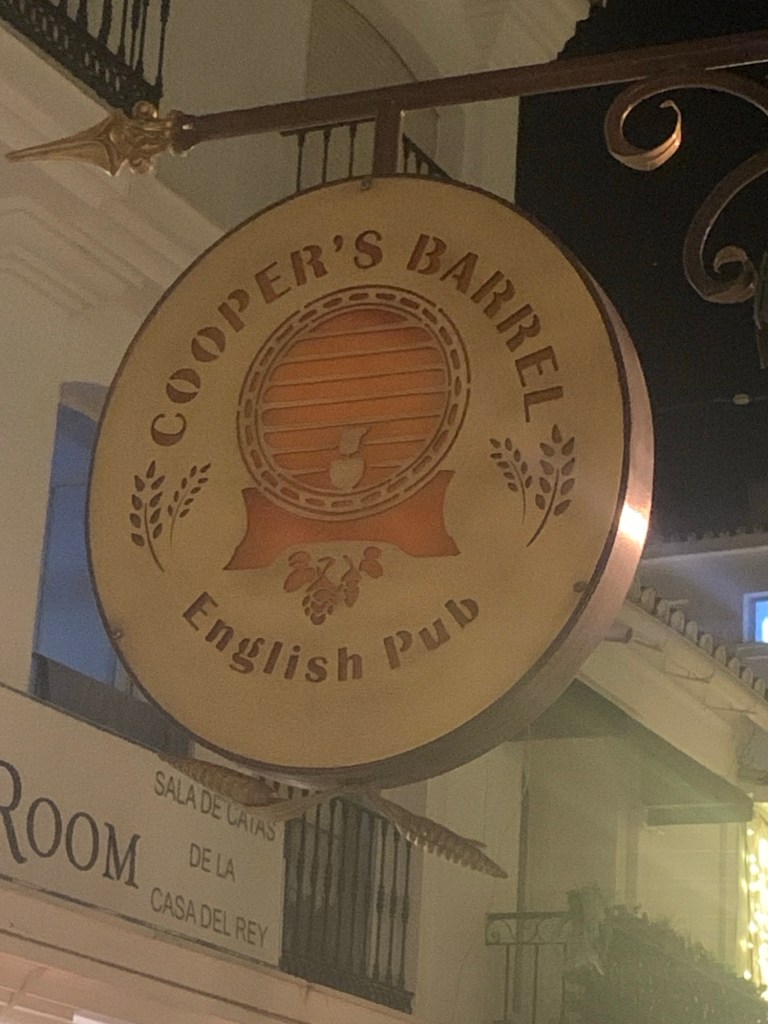 COOPER'S BARREL
English Pub
ROOM
SALA DE CATAS
DE LA
CASA DEL REY